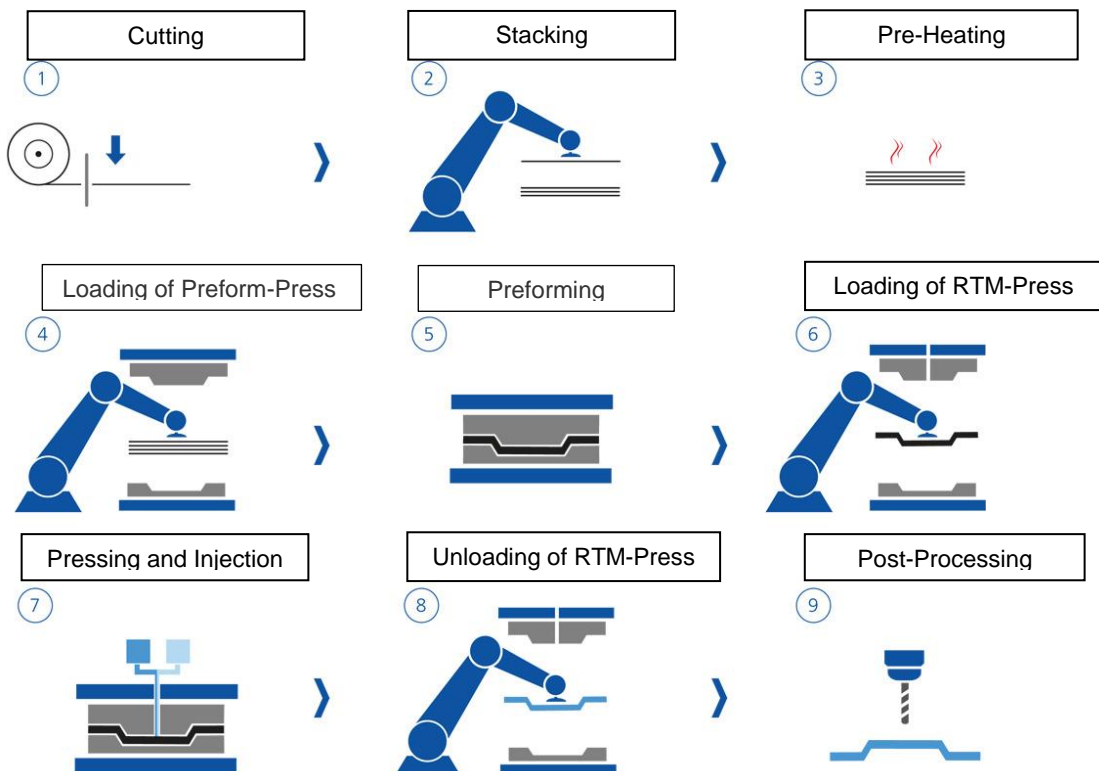 Cutting
Stacking
Pre-Heating
1
2
3
Loading of Preform-Press
Preforming
Loading of RTM-Press
4
5
6
Pressing and Injection
Unloading of RTM-Press
Post-Processing
7
8
9